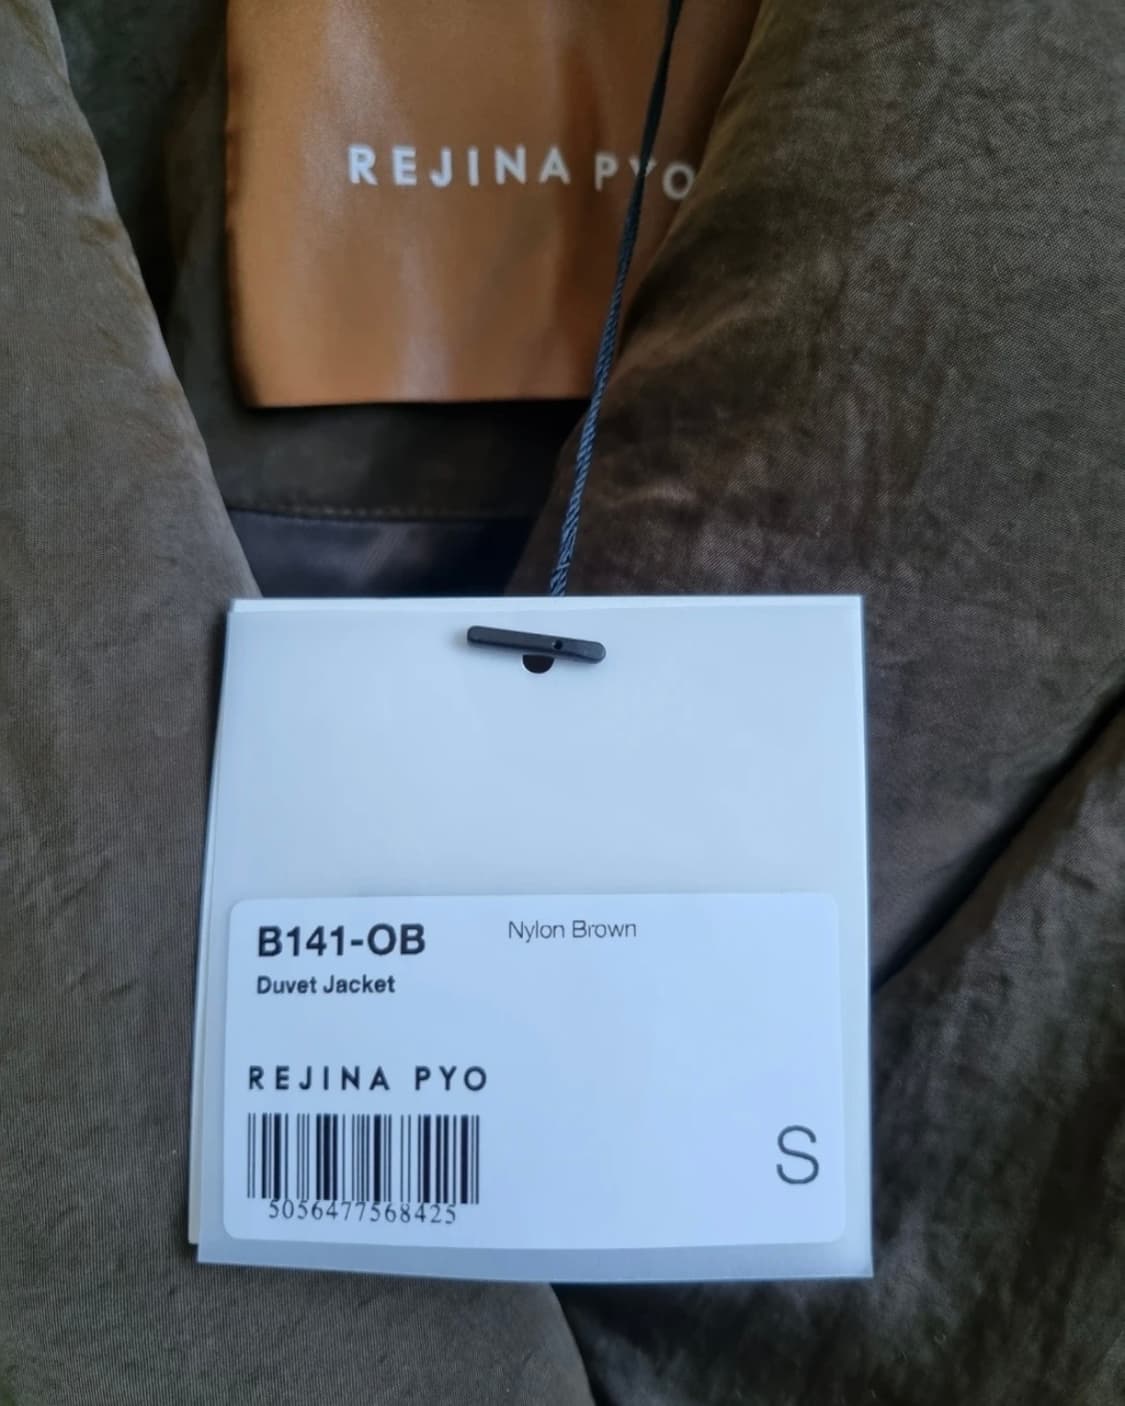 REJINA PYO
B141-OB
Nylon Brown
Duvet Jacket
REJINA PYO
5056477568425
S